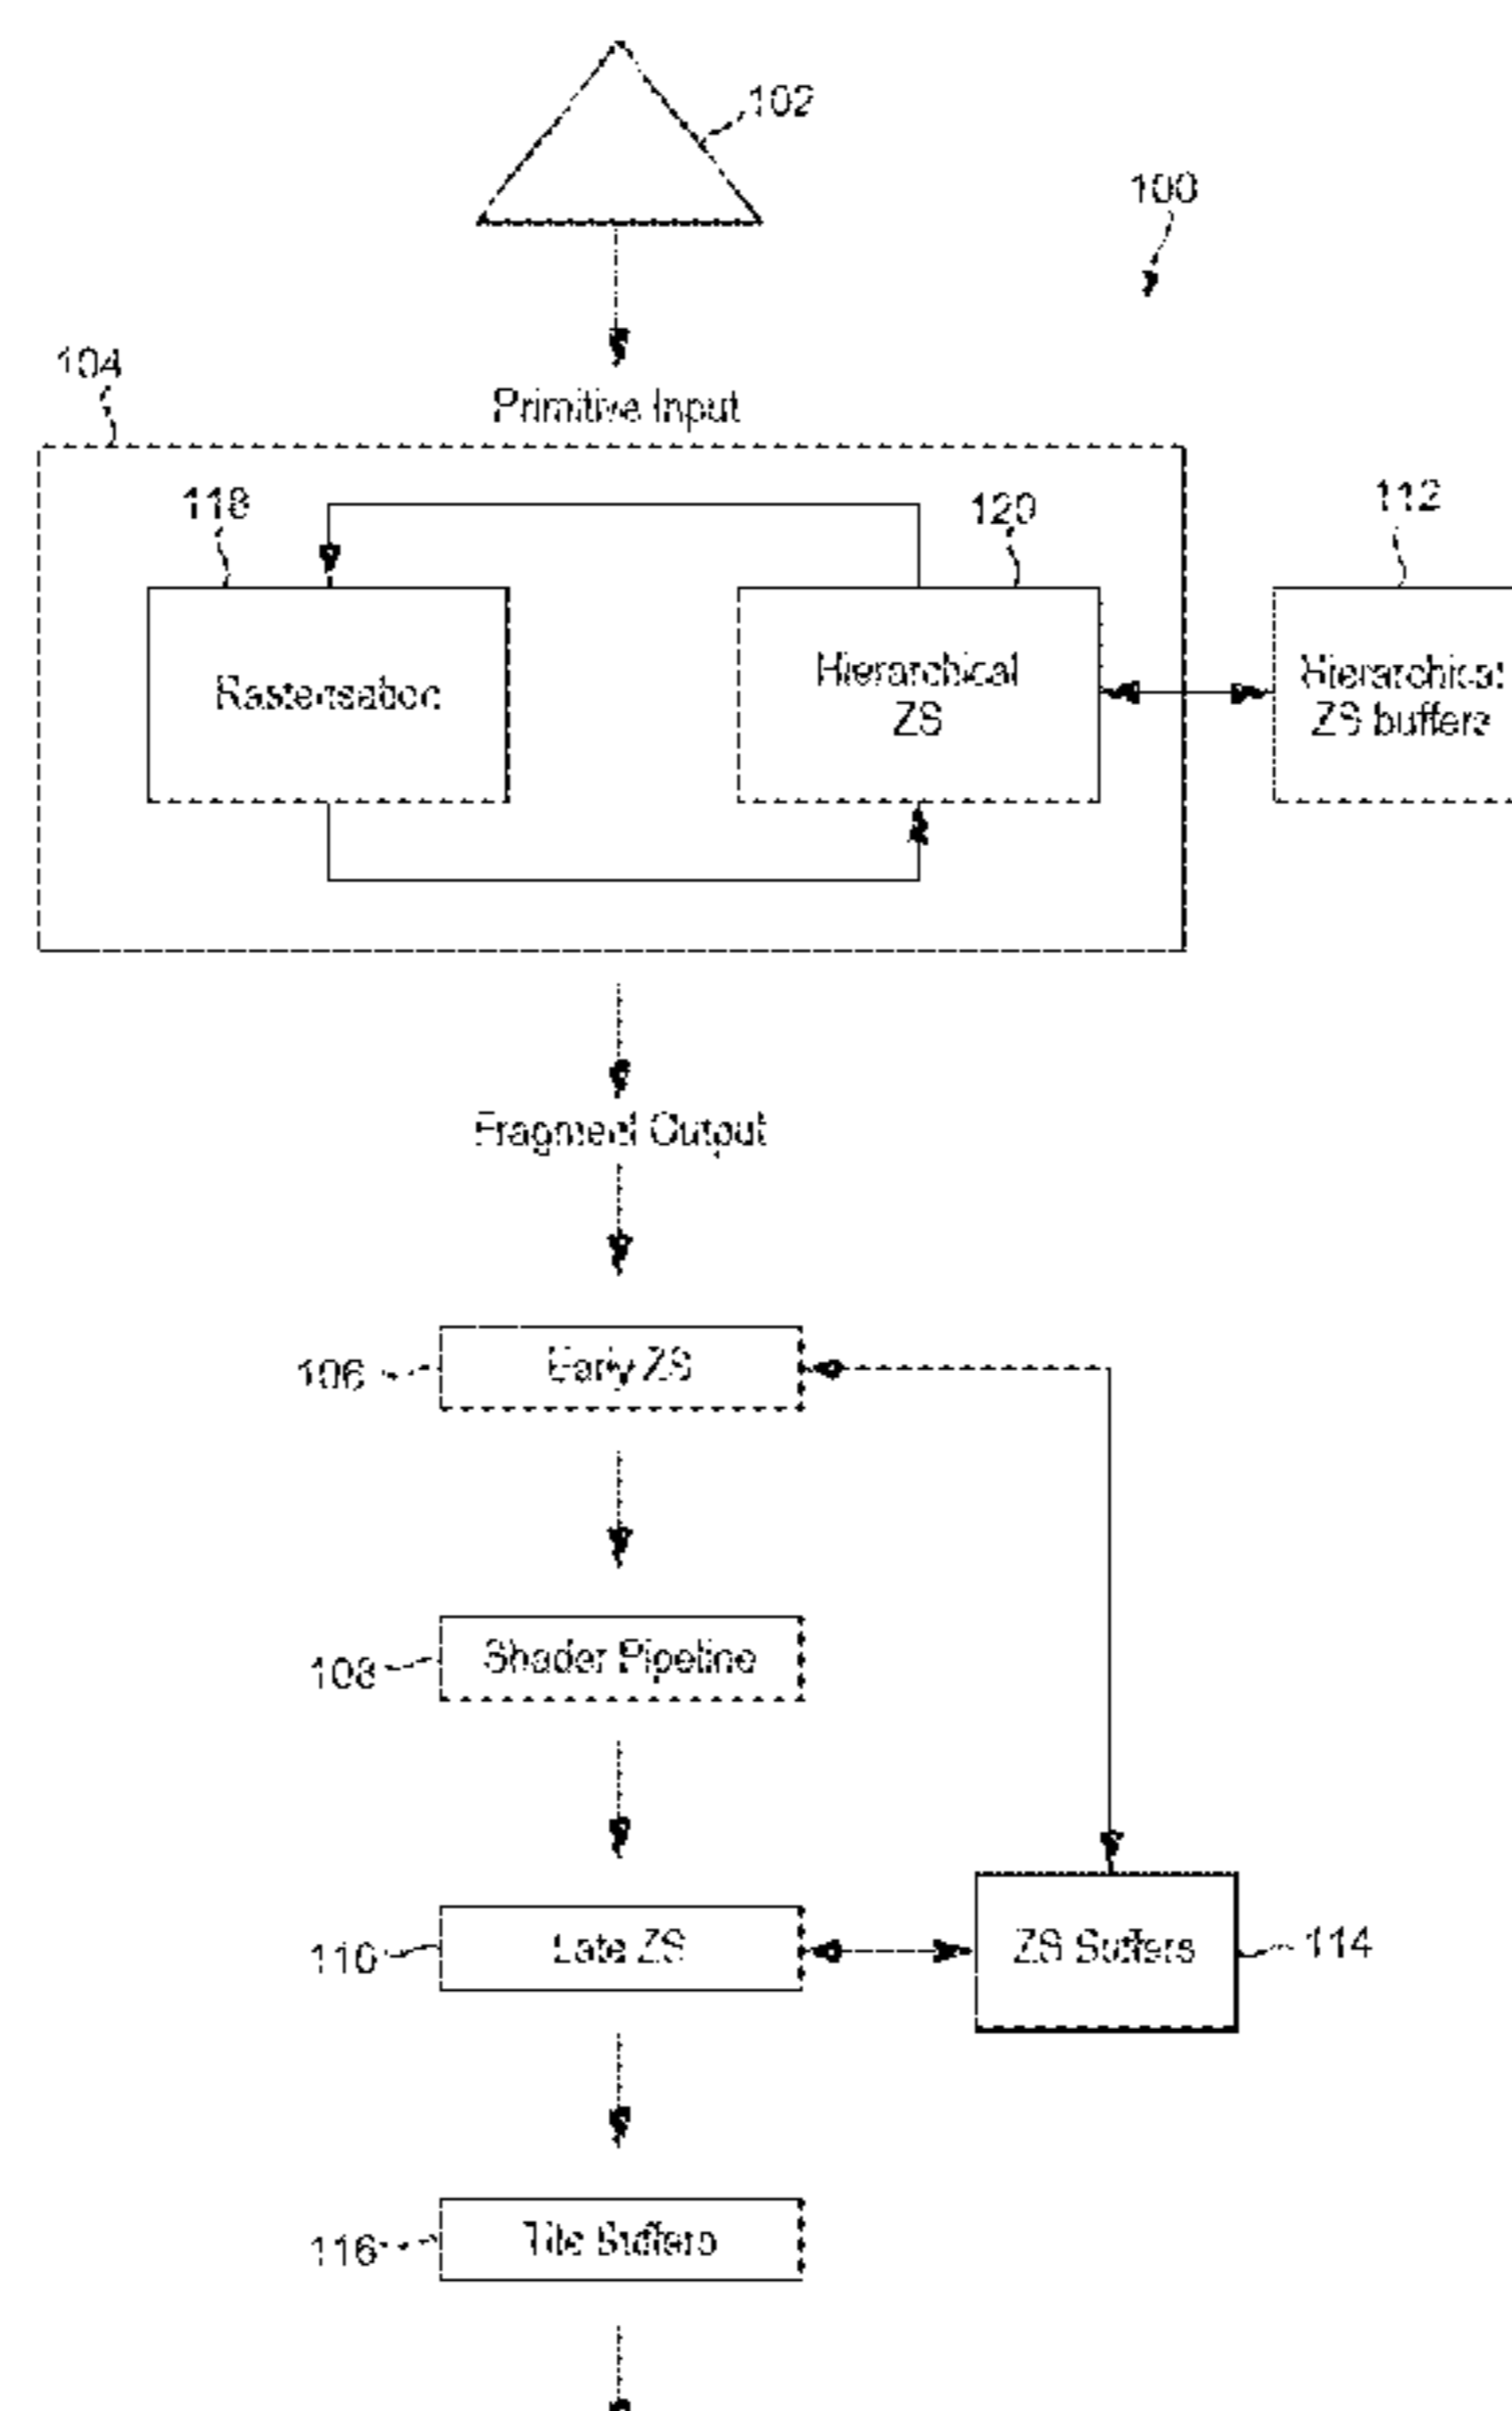 102
100
104
Primitive Input
118
120
112
Rasterisation
Hierarchical
ZS
Hierarchical
ZS buffers
Fragment Output
106
Early ZS
108
Shader Pipeline
110
Late ZS
ZS Buffers
114
116
Tile Buffers